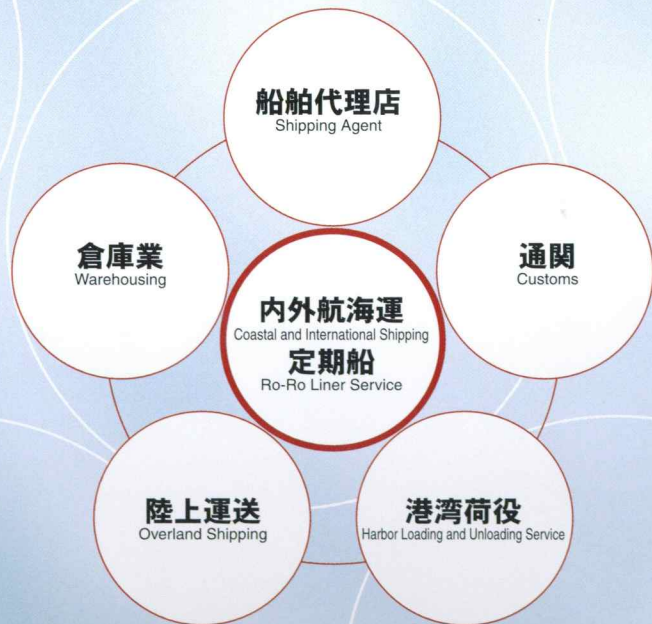 船舶代理店
Shipping Agent
倉庫業
Warehousing
通関
Customs
内外航海運
Coastal and International Shipping
定期船
Ro-Ro Liner Service
陸上運送
Overland Shipping
港湾荷役
Harbor Loading and Unloading Service